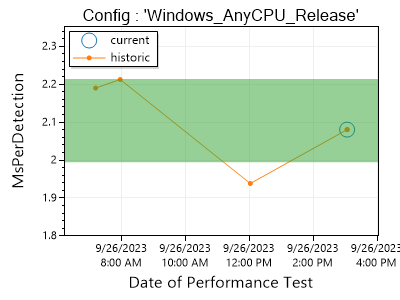 Config : 'Windows_AnyCPU_Release'
current
historic
MsPerDetection
2.3
2.2
2.1
2
1.9
1.8
9/26/2023 9/26/2023 9/26/2023 9/26/2023 9/26/2023
8:00 AM 10:00 AM 12:00 PM 2:00 PM 4:00 PM
Date of Performance Test